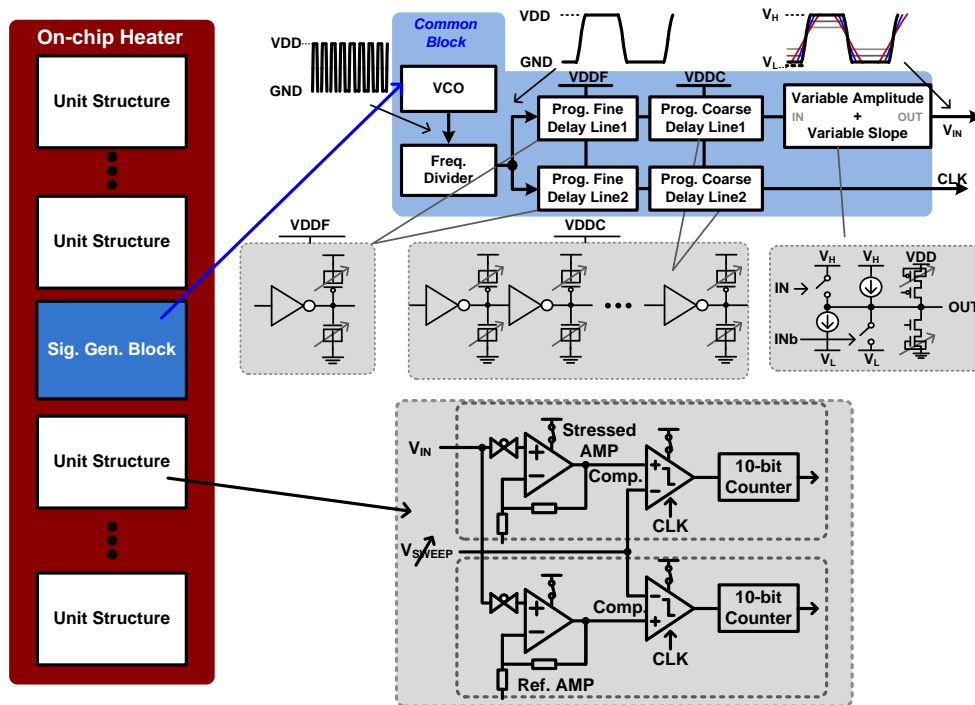 On-chip Heater
Unit Structure
Unit Structure
Sig. Gen. Block
Unit Structure
Unit Structure
Common
Block
VDD
GND
VCO
Freq.
Divider
VDD
GND
VDDF
VDDC
Prog. Fine
Delay Line1
Prog. Coarse
Delay Line1
Prog. Fine
Delay Line2
Prog. Coarse
Delay Line2
VH
VL
Variable Amplitude
IN + OUT
Variable Slope
VIN
CLK
VDDF
VDDC
VH
VH
VDD
IN
OUT
INb
VL
VL
VIN
Stressed
AMP
Comp.
CLK
10-bit
Counter
VSWEEP
Ref. AMP
Comp.
CLK
10-bit
Counter